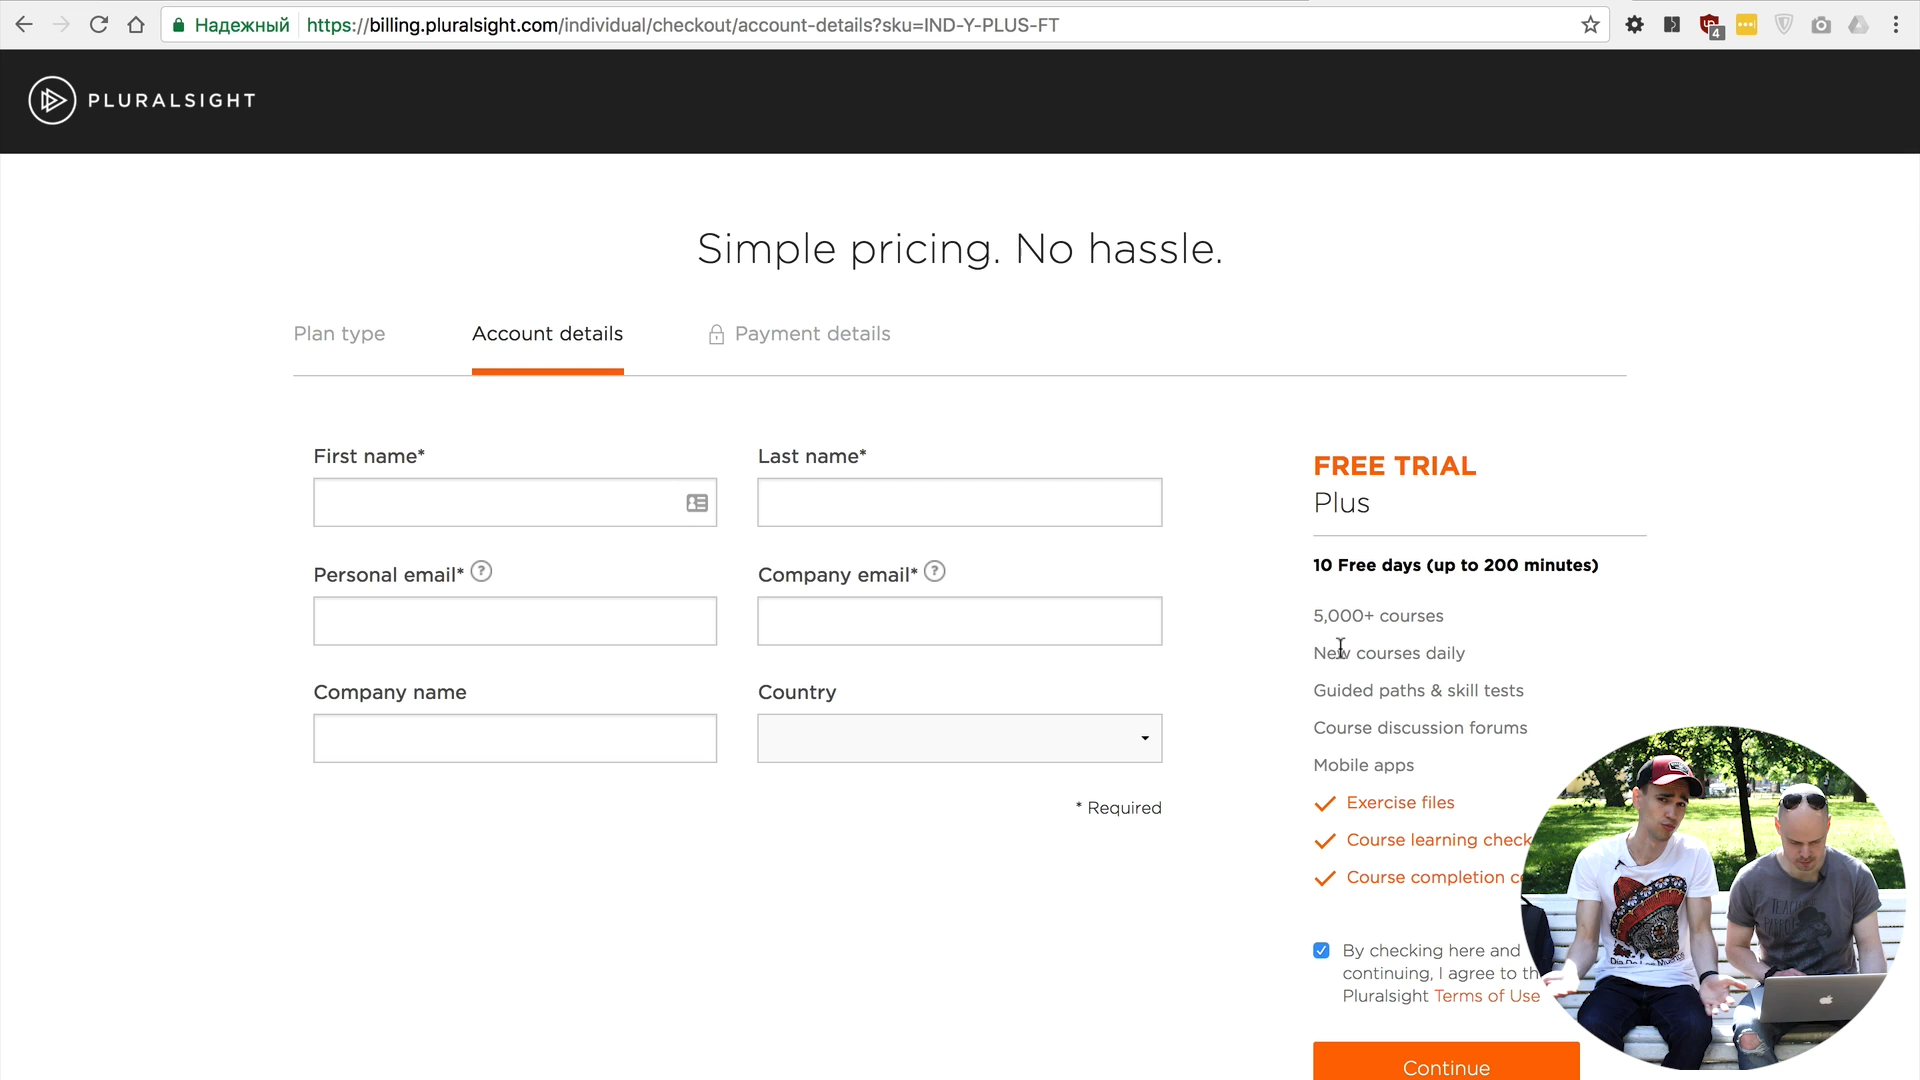 Надежный
https://billing.pluralsight.com/individual/checkout/account-details?sku=IND-Y-PLUS-FT
4
PLURALSIGHT
Simple pricing. No hassle.
Plan type
Account details
Payment details
First name*
Last name*
Personal email* ?
Company email* ?
Company name
Country
* Required
FREE TRIAL
Plus
10 Free days (up to 200 minutes)
5,000+ courses
New courses daily
Guided paths & skill tests
Course discussion forums
Mobile apps
Exercise files
Course learning check
Course completion
By checking here and
continuing, I agree to th
Pluralsight Terms of Use
Continue